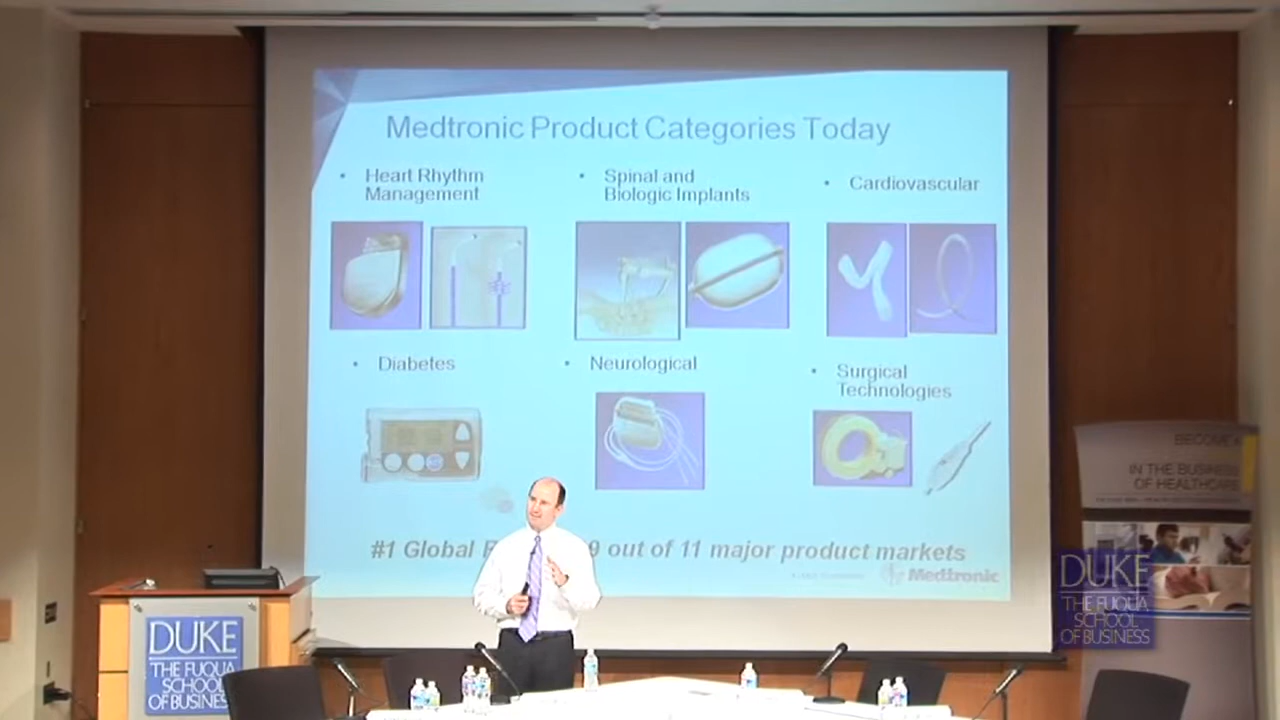 Medtronic Product Categories Today
• Heart Rhythm
Management
• Spinal and
Biologic Implants
• Cardiovascular
• Diabetes
• Neurological
• Surgical
Technologies
#1 Global
9 out of 11 major product markets
Medtronic
DUKE
THE FUQUA
SCHOOL
OF BUSINESS
BECOME
IN THE BUSINESS
OF HEALTHCARE
DUKE
THE FUQUA
SCHOOL
OF BUSINESS